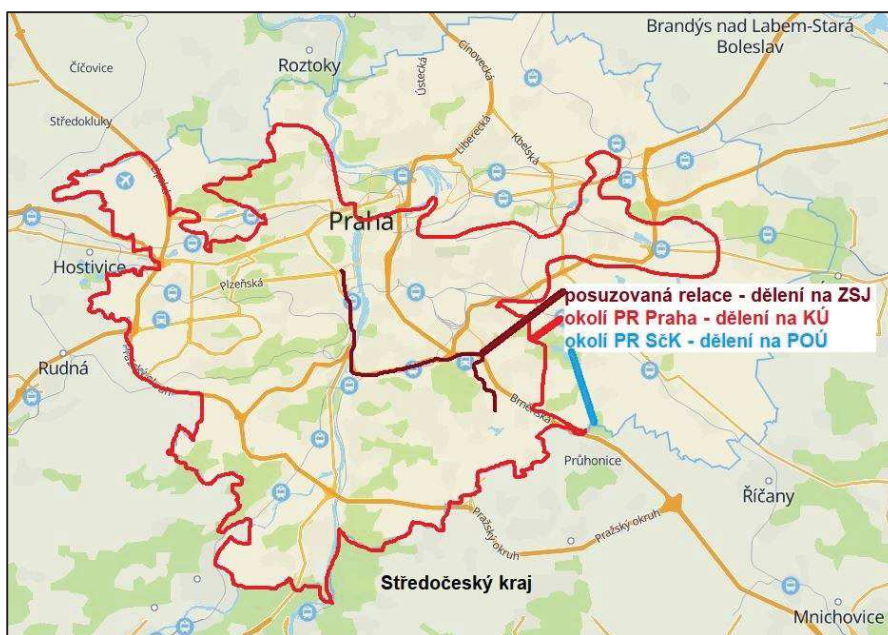 Brandýs nad Labem-Stará
Boleslav
Roztoky
Číčovice
Cínovecká
Ústecká
Středokluky
Kbelská
Liberecká
Praha
Hostivice
Plzeňská
posuzovaná relace - dělení na ZSJ
okolí PR Praha - dělení na KÚ
okolí PR SčK - dělení na POÚ
Rudná
Brněnská
Průhonice
Říčany
Pražský okruh
Pražský okruh
Středočeský kraj
Mnichovice